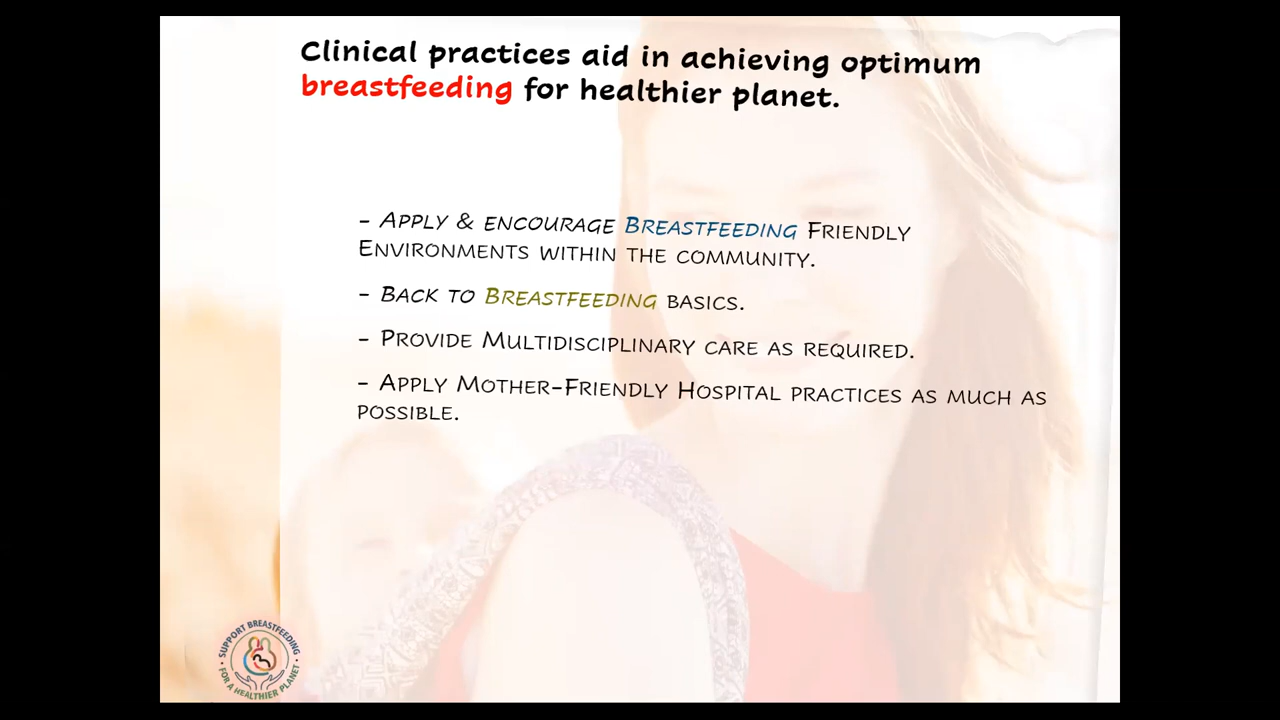 Clinical practices aid in achieving optimum
breastfeeding for healthier planet.
- Apply & encourage Breastfeeding Friendly
Environments within the community.
- Back to Breastfeeding basics.
- Provide Multidisciplinary care as required.
- Apply Mother-Friendly Hospital practices as much as
possible.
SUPPORT BREASTFEEDING
FOR A HEALTHIER PLANET